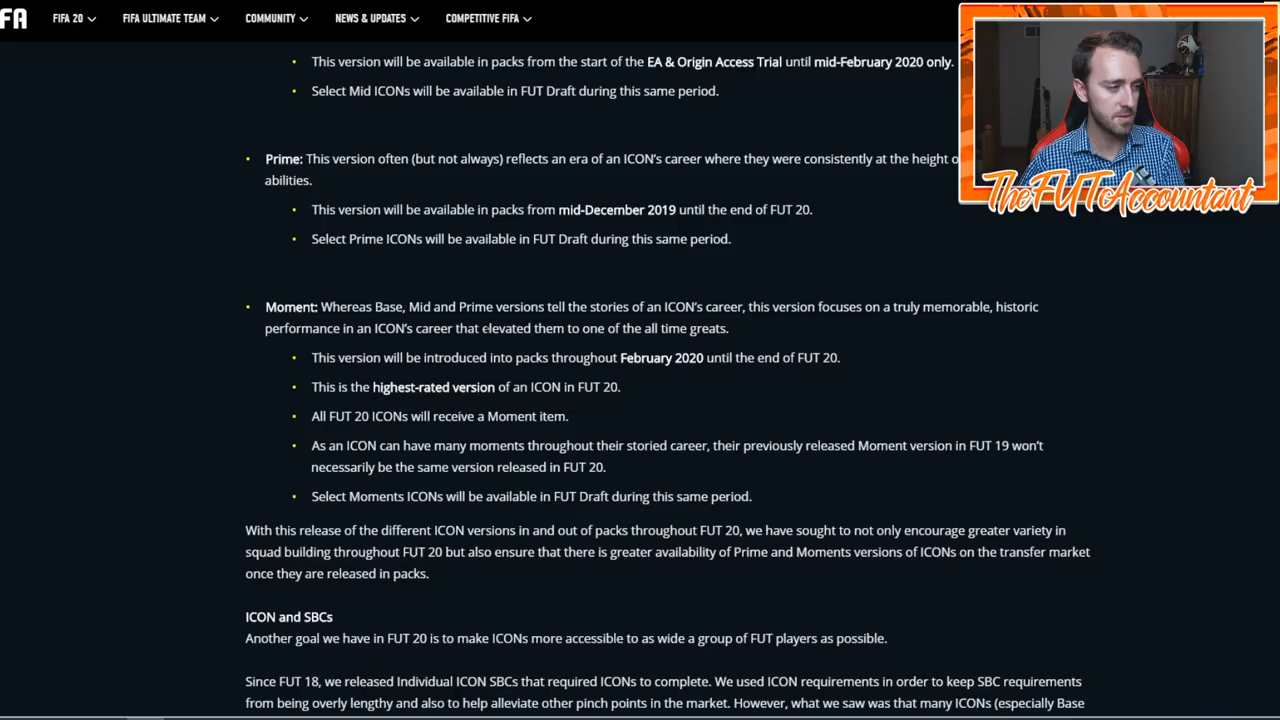 FA FIFA 20 FIFA ULTIMATE TEAM COMMUNITY NEWS & UPDATES COMPETITIVE FIFA
This version will be available in packs from the start of the EA & Origin Access Trial until mid-February 2020 only.
Select Mid ICONs will be available in FUT Draft during this same period.
Prime: This version often (but not always) reflects an era of an ICON's career where they were consistently at the height o
abilities.
This version will be available in packs from mid-December 2019 until the end of FUT 20.
Select Prime ICONs will be available in FUT Draft during this same period.
TheFUTAccountant
Moment: Whereas Base, Mid and Prime versions tell the stories of an ICON's career, this version focuses on a truly memorable, historic
performance in an ICON's career that elevated them to one of the all time greats.
This version will be introduced into packs throughout February 2020 until the end of FUT 20.
This is the highest-rated version of an ICON in FUT 20.
All FUT 20 ICONs will receive a Moment item.
As an ICON can have many moments throughout their storied career, their previously released Moment version in FUT 19 won't
necessarily be the same version released in FUT 20.
Select Moments ICONs will be available in FUT Draft during this same period.
With this release of the different ICON versions in and out of packs throughout FUT 20, we have sought to not only encourage greater variety in
squad building throughout FUT 20 but also ensure that there is greater availability of Prime and Moments versions of ICONs on the transfer market
once they are released in packs.
ICON and SBCs
Another goal we have in FUT 20 is to make ICONs more accessible to as wide a group of FUT players as possible.
Since FUT 18, we released Individual ICON SBCs that required ICONs to complete. We used ICON requirements in order to keep SBC requirements
from being overly lengthy and also to help alleviate other pinch points in the market. However, what we saw was that many ICONs (especially Base